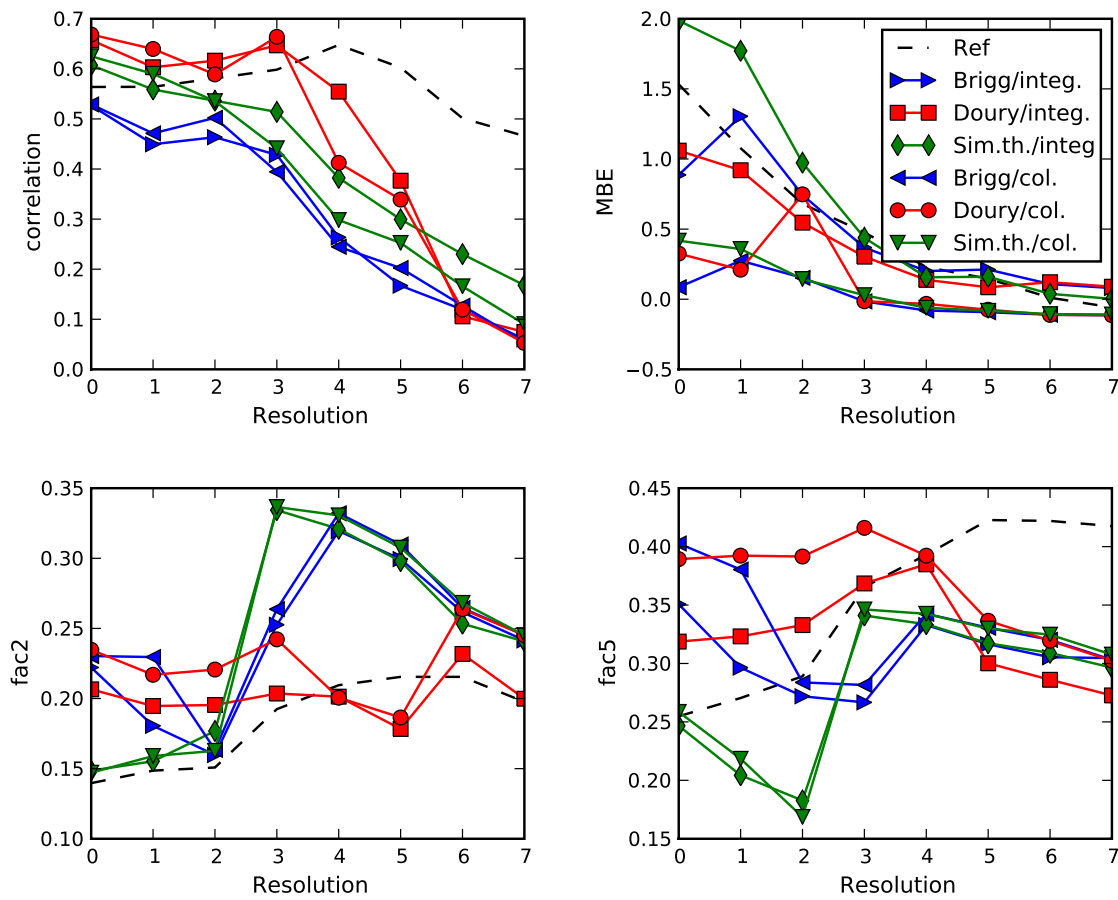 0.7
0.6
0.5
0.4
0.3
0.2
0.1
0.0
correlation
0 1 2 3 4 5 6 7
Resolution
2.0
1.5
1.0
0.5
0.0
−0.5
MBE
0 1 2 3 4 5 6 7
Resolution
Ref
Brigg/integ.
Doury/integ.
Sim.th./integ
Brigg/col.
Doury/col.
Sim.th./col.
0.35
0.30
0.25
0.20
0.15
0.10
fac2
0 1 2 3 4 5 6 7
Resolution
0.45
0.40
0.35
0.30
0.25
0.20
0.15
fac5
0 1 2 3 4 5 6 7
Resolution